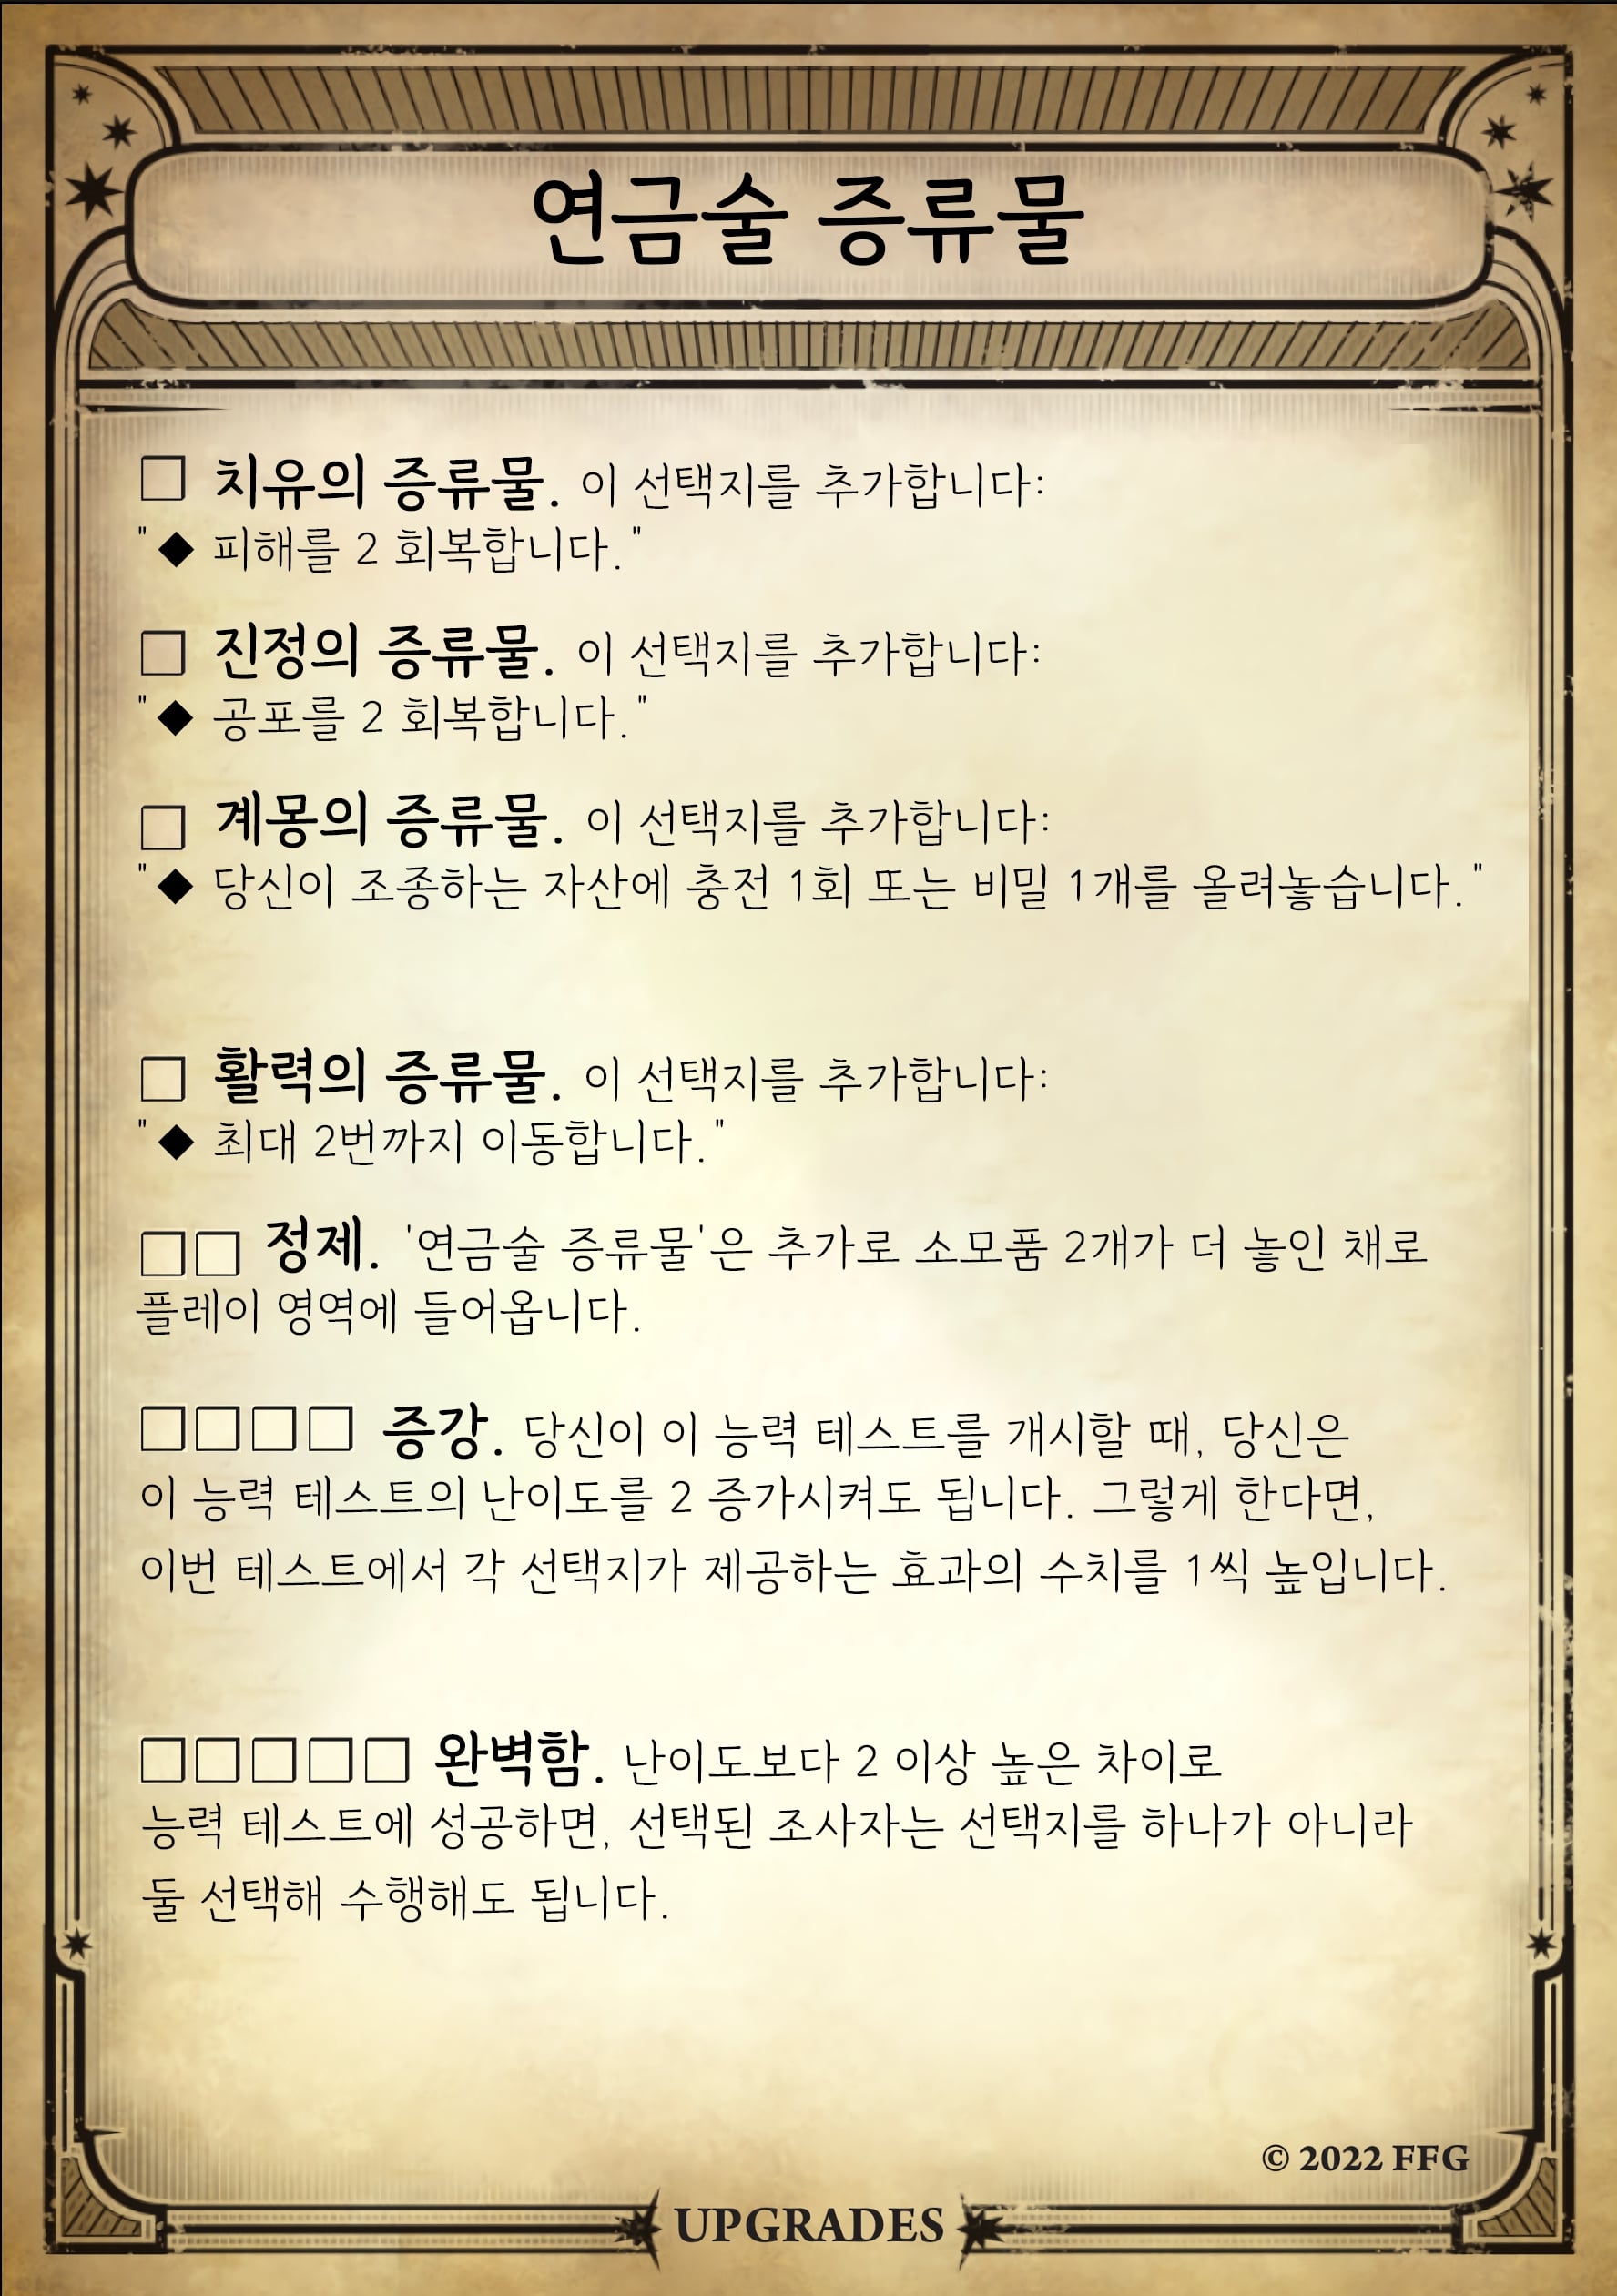 연금술 증류물
□ 치유의 증류물. 이 선택지를 추가합니다:
"◆ 피해를 2 회복합니다."
□ 진정의 증류물. 이 선택지를 추가합니다:
"◆ 공포를 2 회복합니다."
□ 계몽의 증류물. 이 선택지를 추가합니다:
"◆ 당신이 조종하는 자산에 충전 1회 또는 비밀 1개를 올려놓습니다."
□ 활력의 증류물. 이 선택지를 추가합니다:
"◆ 최대 2번까지 이동합니다."
□□ 정제. '연금술 증류물'은 추가로 소모품 2개가 더 놓인 채로
플레이 영역에 들어옵니다.
□□□□ 증강. 당신이 이 능력 테스트를 개시할 때, 당신은
이 능력 테스트의 난이도를 2 증가시켜도 됩니다. 그렇게 한다면,
이번 테스트에서 각 선택지가 제공하는 효과의 수치를 1씩 높입니다.
□□□□□ 완벽함. 난이도보다 2 이상 높은 차이로
능력 테스트에 성공하면, 선택된 조사자는 선택지를 하나가 아니라
둘 선택해 수행해도 됩니다.
© 2022 FFG
UPGRADES